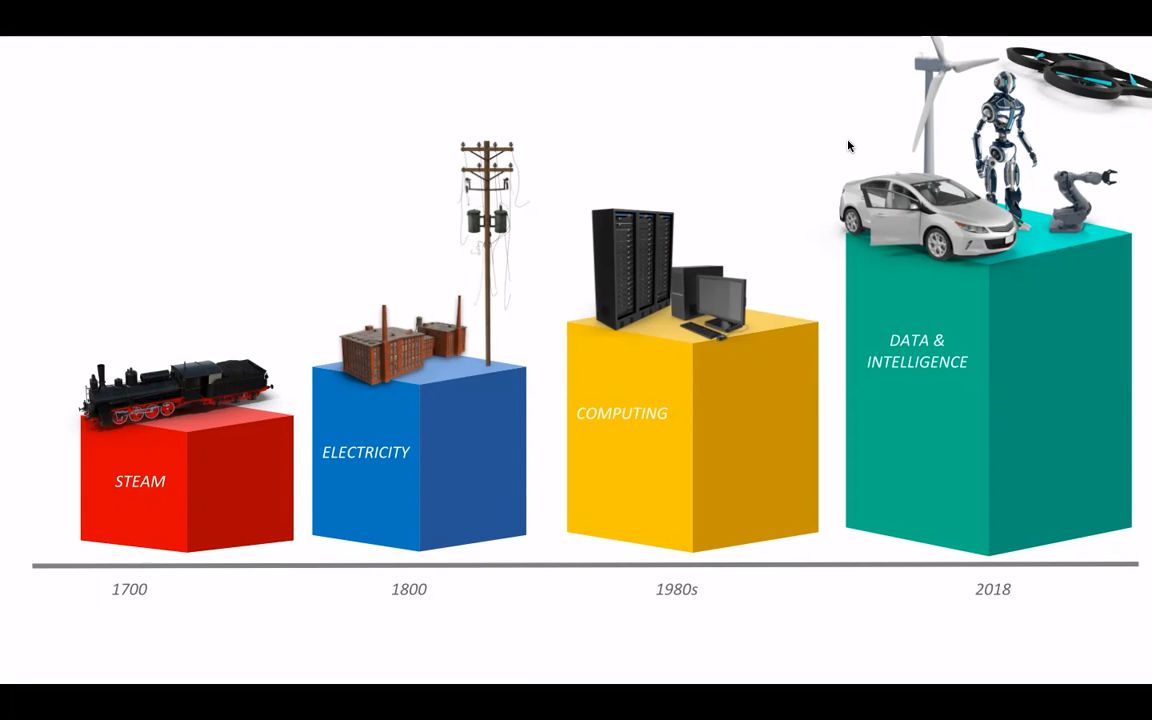 STEAM
ELECTRICITY
COMPUTING
DATA &
INTELLIGENCE
1700
1800
1980s
2018